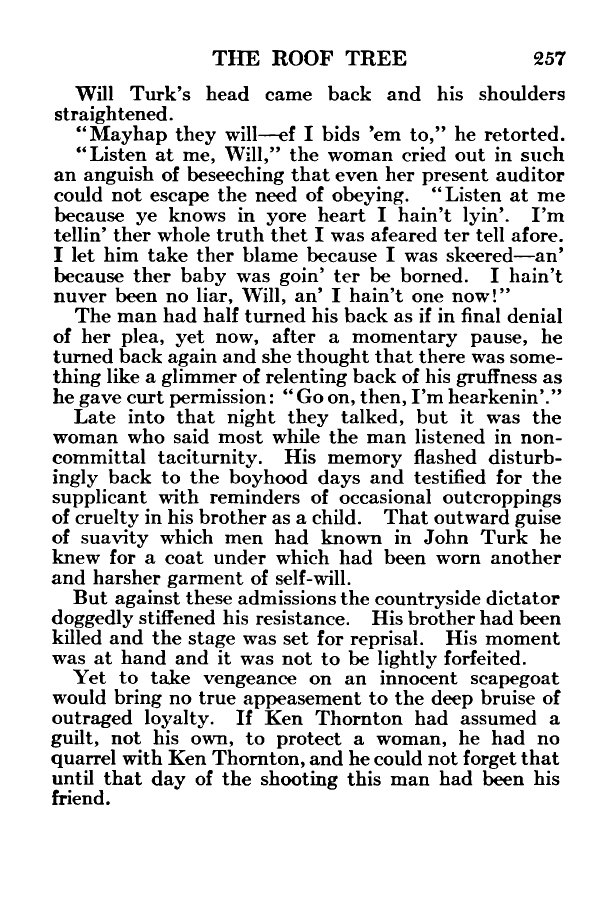 THE ROOF TREE 257
Will Turk's head came back and his shoulders
straightened.
“Mayhap they will—ef I bids ’em to,” he retorted.
“Listen at me, Will,” the woman cried out in such
an anguish of beseeching that even her present auditor
could not escape the need of obeying. “Listen at me
because ye knows in yore heart I hain’t lyin’. I’m
tellin’ ther whole truth thet I was afeared ter tell afore.
I let him take ther blame because I was skeered—an’
because ther baby was goin’ ter be borned. I hain’t
nuver been no liar, Will, an’ I hain’t one now!”
The man had half turned his back as if in final denial
of her plea, yet now, after a momentary pause, he
turned back again and she thought that there was some-
thing like a glimmer of relenting back of his gruffness as
he gave curt permission: “Go on, then, I’m hearkenin’.”
Late into that night they talked, but it was the
woman who said most while the man listened in non-
committal taciturnity. His memory flashed disturb-
ingly back to the boyhood days and testified for the
supplicant with reminders of occasional outcroppings
of cruelty in his brother as a child. That outward guise
of suavity which men had known in John Turk he
knew for a coat under which had been worn another
and harsher garment of self-will.
But against these admissions the countryside dictator
doggedly stiffened his resistance. His brother had been
killed and the stage was set for reprisal. His moment
was at hand and it was not to be lightly forfeited.
Yet to take vengeance on an innocent scapegoat
would bring no true appeasement to the deep bruise of
outraged loyalty. If Ken Thornton had assumed a
guilt, not his own, to protect a woman, he had no
quarrel with Ken Thornton, and he could not forget that
until that day of the shooting this man had been his
friend.